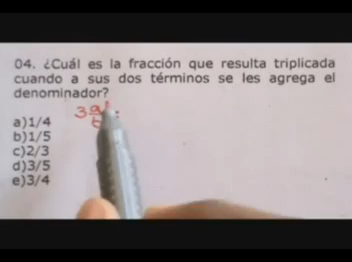 04. ¿Cuál es la fracción que resulta triplicada
cuando a sus dos términos se les agrega el
denominador?
3 a
a)1/4
b)1/5
c)2/3
d)3/5
e)3/4